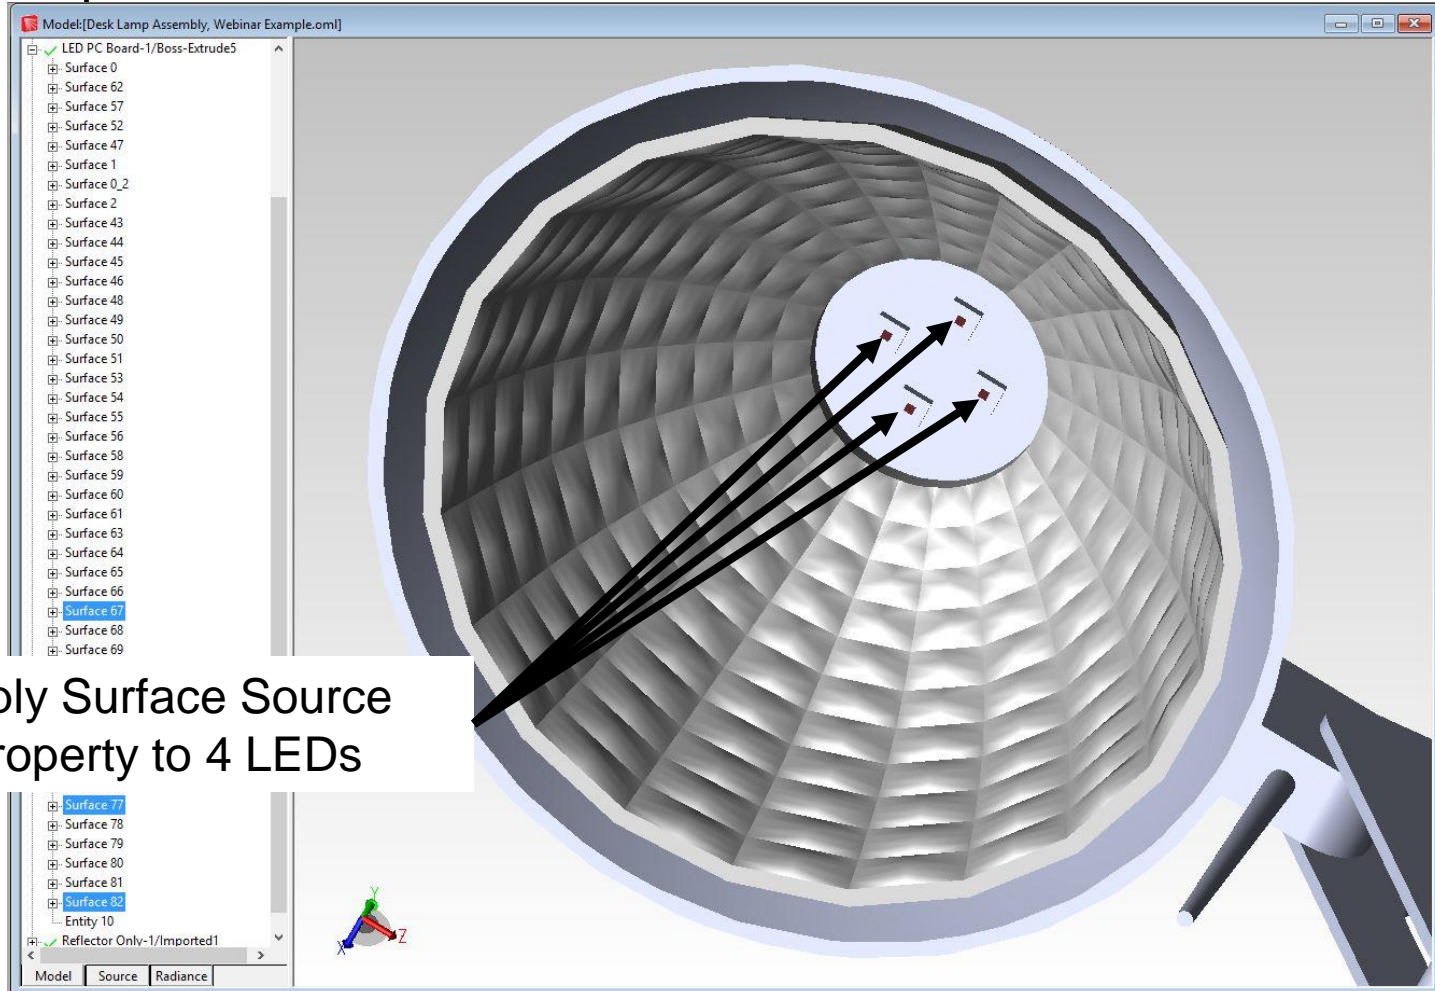 Model:[Desk Lamp Assembly, Webinar Example.oml]
LED PC Board-1/Boss-Extrude5
Surface 0
Surface 62
Surface 57
Surface 52
Surface 47
Surface 1
Surface 0_2
Surface 2
Surface 43
Surface 44
Surface 45
Surface 46
Surface 48
Surface 49
Surface 50
Surface 51
Surface 53
Surface 54
Surface 55
Surface 56
Surface 58
Surface 59
Surface 60
Surface 61
Surface 63
Surface 64
Surface 65
Surface 66
Surface 67
Surface 68
Surface 69
oly Surface Source
roperty to 4 LEDs
Surface 77
Surface 78
Surface 79
Surface 80
Surface 81
Surface 82
Entity 10
Reflector Only-1/Imported1
Model Source Radiance
Y
Z
X